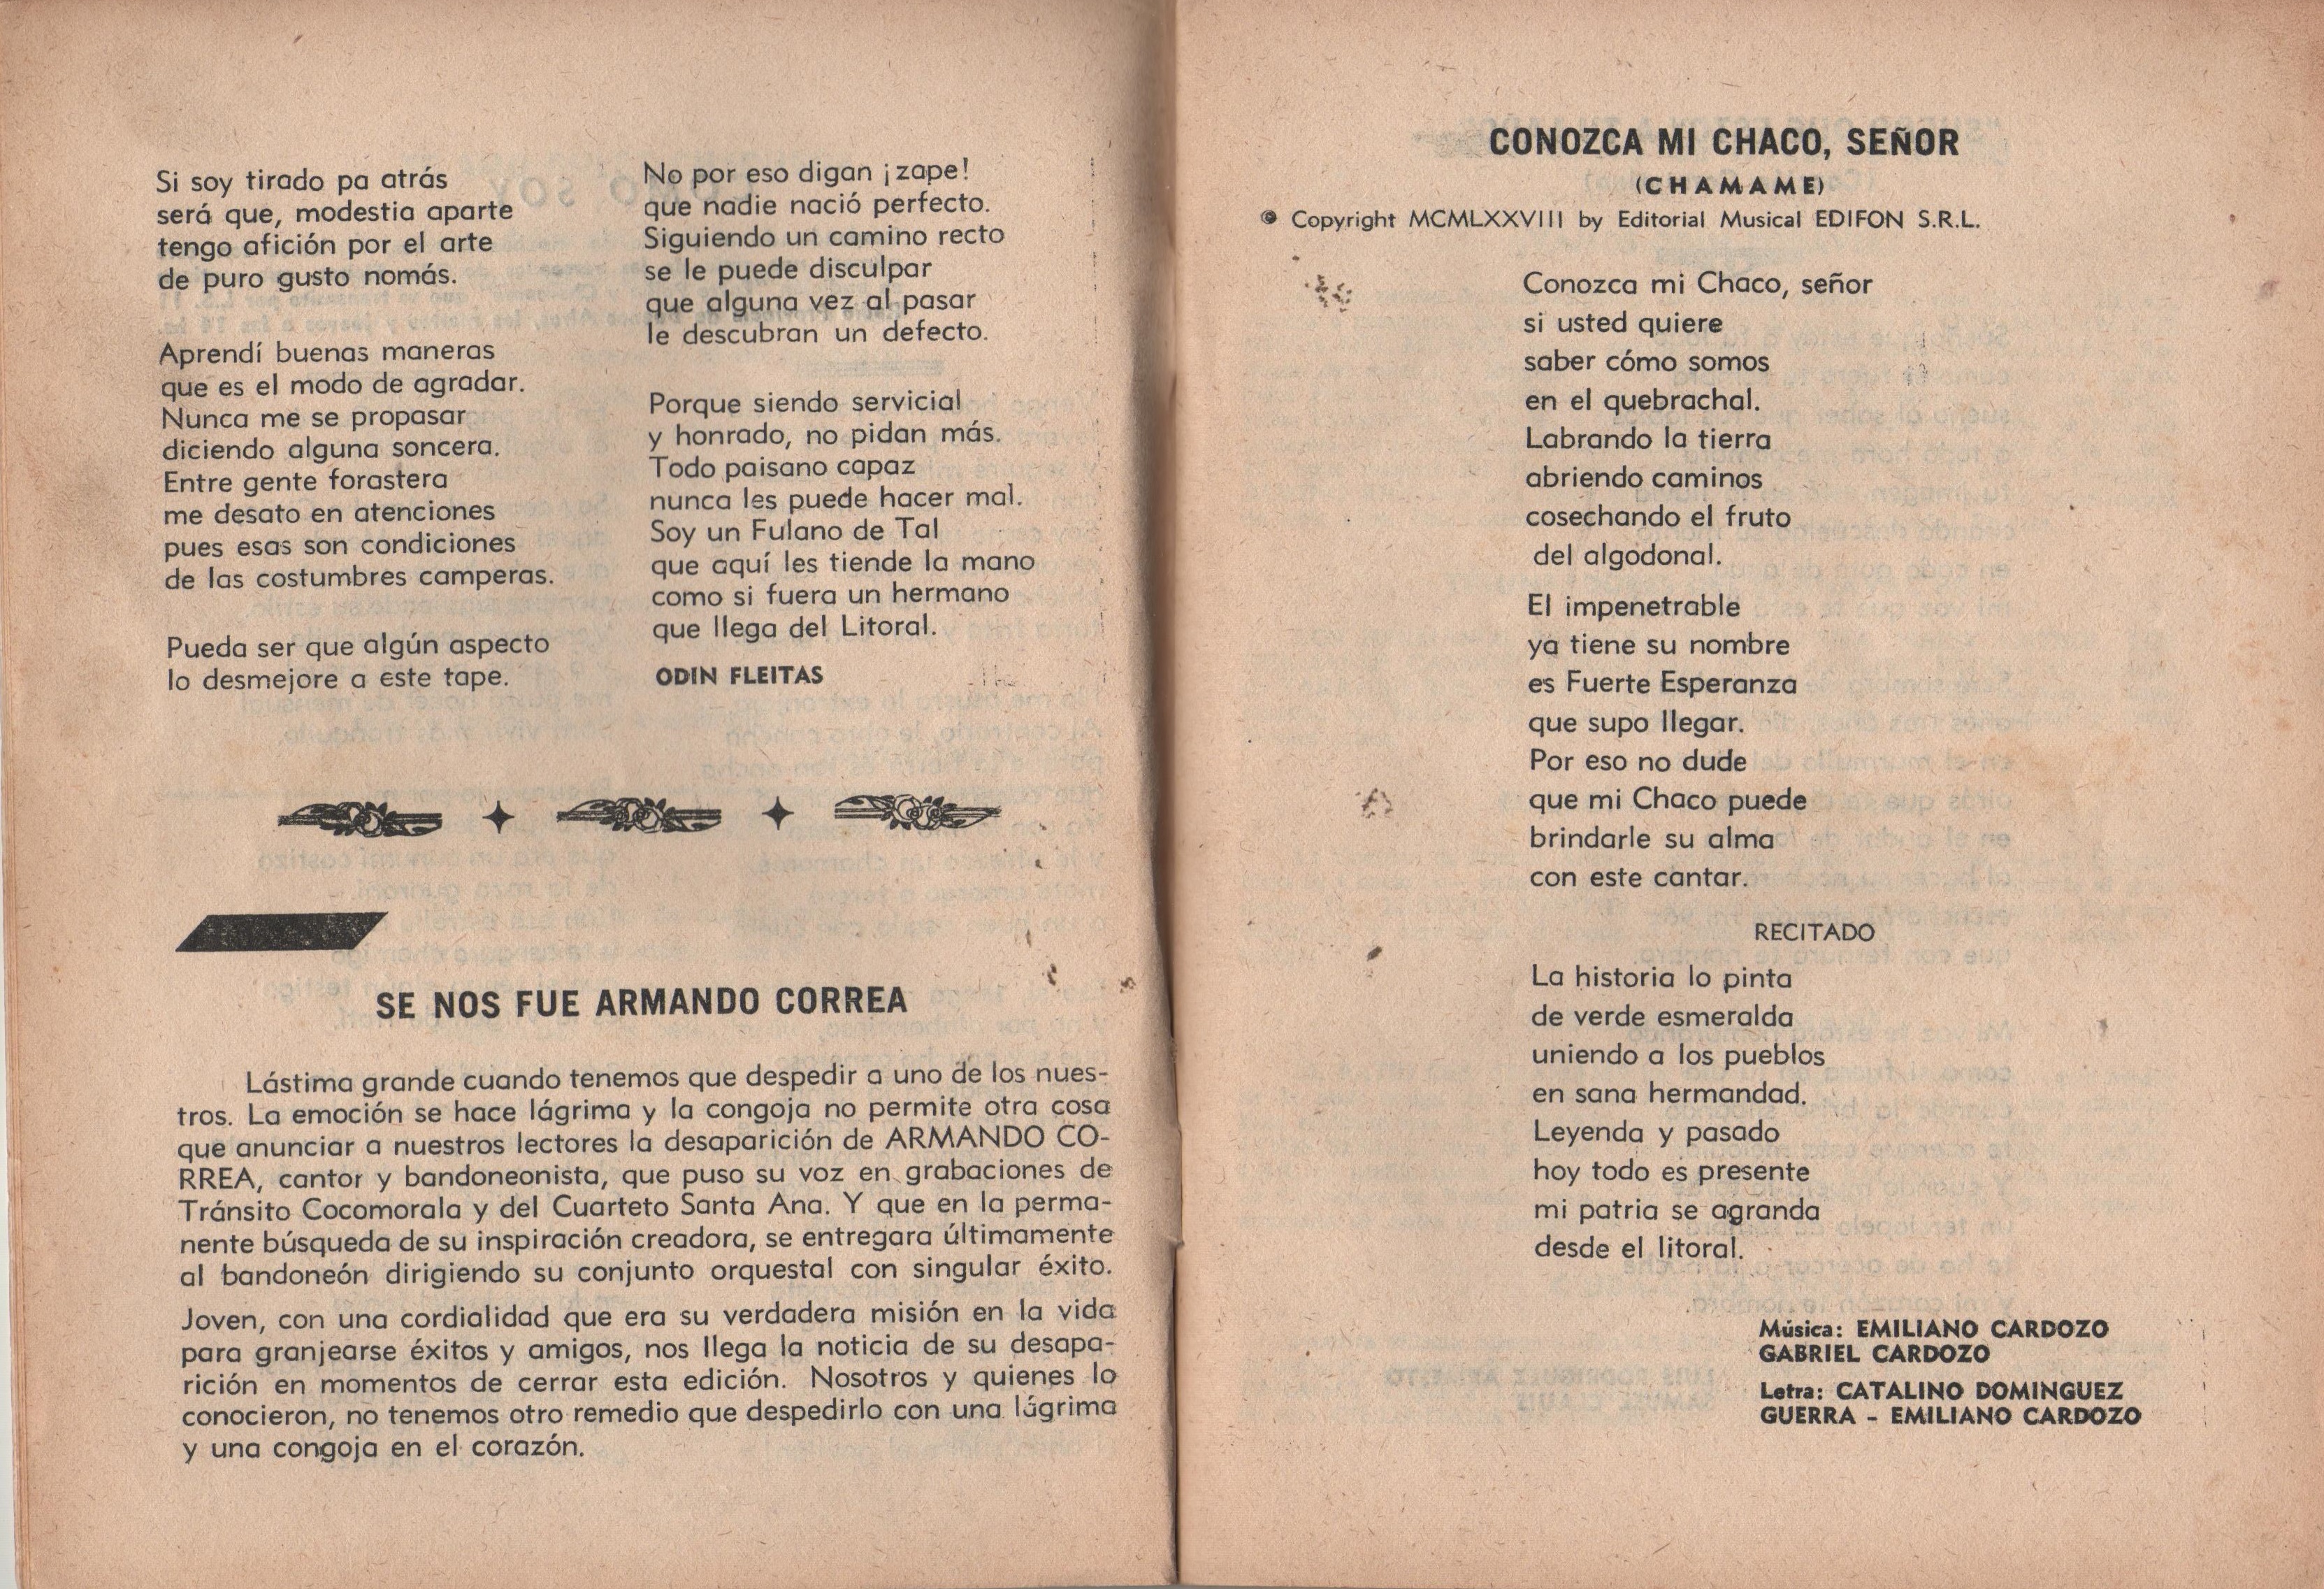 Si soy tirado pa atrás
será que, modestia aparte
tengo afición por el arte
de puro gusto nomás.
Aprendí buenas maneras
que es el modo de agradar.
Nunca me se propasar
diciendo alguna soncera.
Entre gente forastera
me desato en atenciones
pues esas son condiciones
de las costumbres camperas.
Pueda ser que algún aspecto
lo desmejore a este tape.
No por eso digan ¡zape!
que nadie nació perfecto.
Siguiendo un camino recto
se le puede disculpar
que alguna vez al pasar
le descubran un defecto.
Porque siendo servicial
y honrado, no pidan más.
Todo paisano capaz
nunca les puede hacer mal.
Soy un Fulano de Tal
que aquí les tiende la mano
como si fuera un hermano
que llega del Litoral.
ODIN FLEITAS
SE NOS FUE ARMANDO CORREA
Lástima grande cuando tenemos que despedir a uno de los nues-
tros. La emoción se hace lágrima y la congoja no permite otra cosa
que anunciar a nuestros lectores la desaparición de ARMANDO CO-
RREA, cantor y bandoneonista, que puso su voz en grabaciones de
Tránsito Cocomorala y del Cuarteto Santa Ana. Y que en la perma-
nente búsqueda de su inspiración creadora, se entregara últimamente
al bandoneón dirigiendo su conjunto orquestal con singular éxito.
Joven, con una cordialidad que era su verdadera misión en la vida
para granjearse éxitos y amigos, nos llega la noticia de su desapa-
rición en momentos de cerrar esta edición. Nosotros y quienes lo
conocieron, no tenemos otro remedio que despedirlo con una lágrima
y una congoja en el corazón.
CONOZCA MI CHACO, SEÑOR
(CHAMAME)
© Copyright MCMLXXVIII by Editorial Musical EDIFON S.R.L.
Conozca mi Chaco, señor
si usted quiere
saber cómo somos
en el quebrachal.
Labrando la tierra
abriendo caminos
cosechando el fruto
del algodonal.
El impenetrable
ya tiene su nombre
es Fuerte Esperanza
que supo llegar.
Por eso no dude
que mi Chaco puede
brindarle su alma
con este cantar.
RECITADO
La historia lo pinta
de verde esmeralda
uniendo a los pueblos
en sana hermandad.
Leyenda y pasado
hoy todo es presente
mi patria se agranda
desde el litoral.
Música: EMILIANO CARDOZO
GABRIEL CARDOZO
Letra: CATALINO DOMINGUEZ
GUERRA - EMILIANO CARDOZO